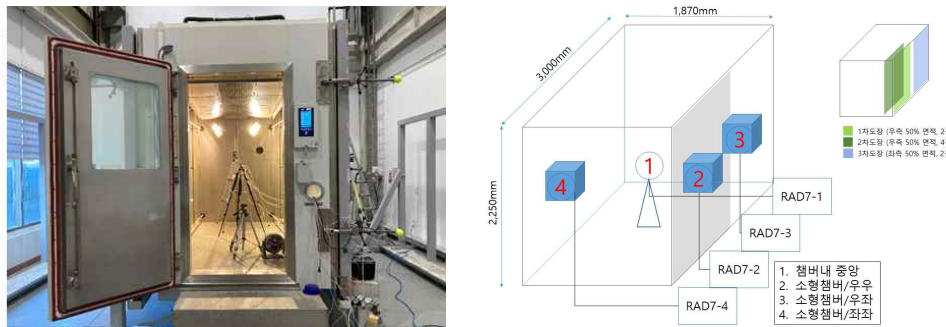 1,870mm
3,000mm
2,250mm
1
2
3
4
RAD7-1
RAD7-3
RAD7-2
RAD7-4
1. 챔버내 중앙
2. 소형챔버/우우
3. 소형챔버/우좌
4. 소형챔버/좌좌
1차도장 (우측 50% 면적, 2
2차도장 (우측 50% 면적, 4
3차도장 (좌측 50% 면적, 2